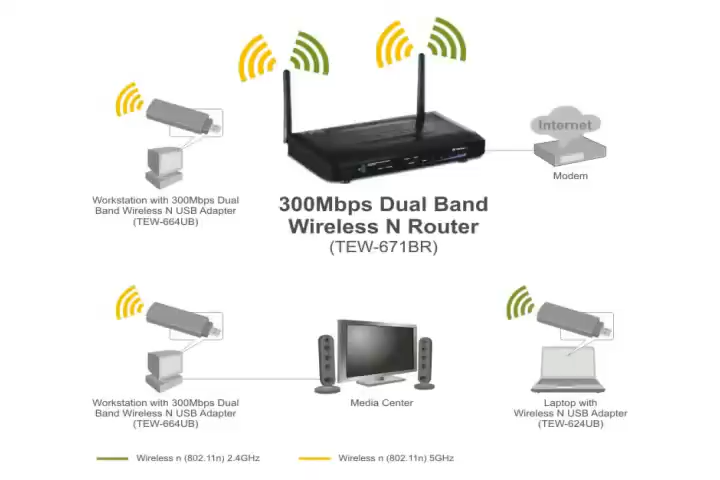 Internet
Modem
Workstation with 300Mbps Dual
Band Wireless N USB Adapter
(TEW-664UB)
300Mbps Dual Band
Wireless N Router
(TEW-671BR)
Workstation with 300Mbps Dual
Band Wireless N USB Adapter
(TEW-664UB)
Media Center
Laptop with
Wireless N USB Adapter
(TEW-624UB)
Wireless n (802.11n) 2.4GHz
Wireless n (802.11n) 5GHz